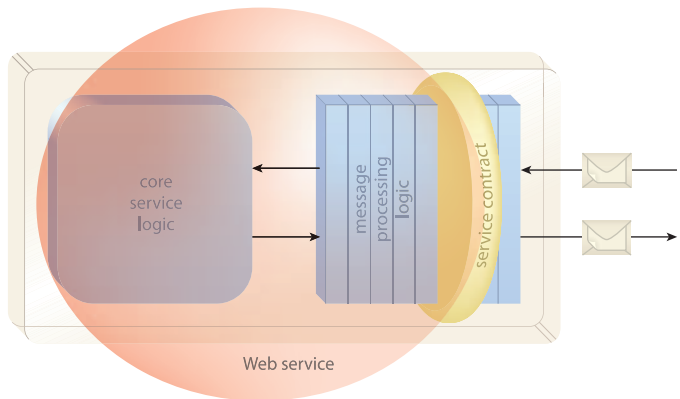 core
service
logic
message
processing
logic
service contract
Web service